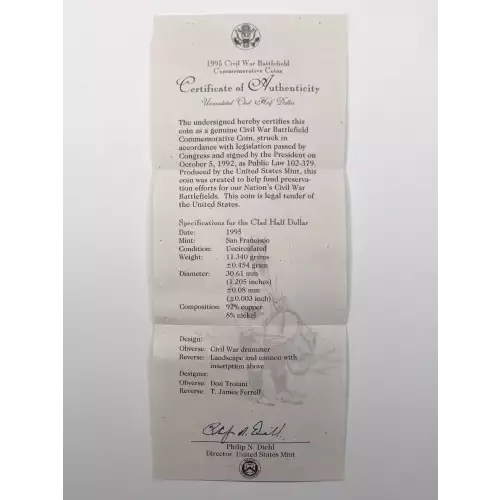 1995 Civil War Battlefield
Commemorative Coins
Certificate of Authenticity
Uncirculated Clad Half Dollar
The undersigned hereby certifies this
coin as a genuine Civil War Battlefield
Commemorative Coin, struck in
accordance with legislation passed by
Congress and signed by the President on
October 5, 1992, as Public Law 102-379.
Produced by the United States Mint, this
coin was created to help fund preserva-
tion efforts for our Nation's Civil War
Battlefields. This coin is legal tender of
the United States.
Specifications for the Clad Half Dollar
Date: 1995
Mint: San Francisco
Condition: Uncirculated
Weight: 11.340 grams
±0.454 gram
Diameter: 30.61 mm
(1.205 inches)
±0.08 mm
(±0.003 inch)
Composition: 92% copper
8% nickel
Design:
Obverse: Civil War drummer
Reverse: Landscape and cannon with
inscription above
Designer:
Obverse: Don Troiani
Reverse: T. James Ferrell
Philip N. Diehl
Director, United States Mint